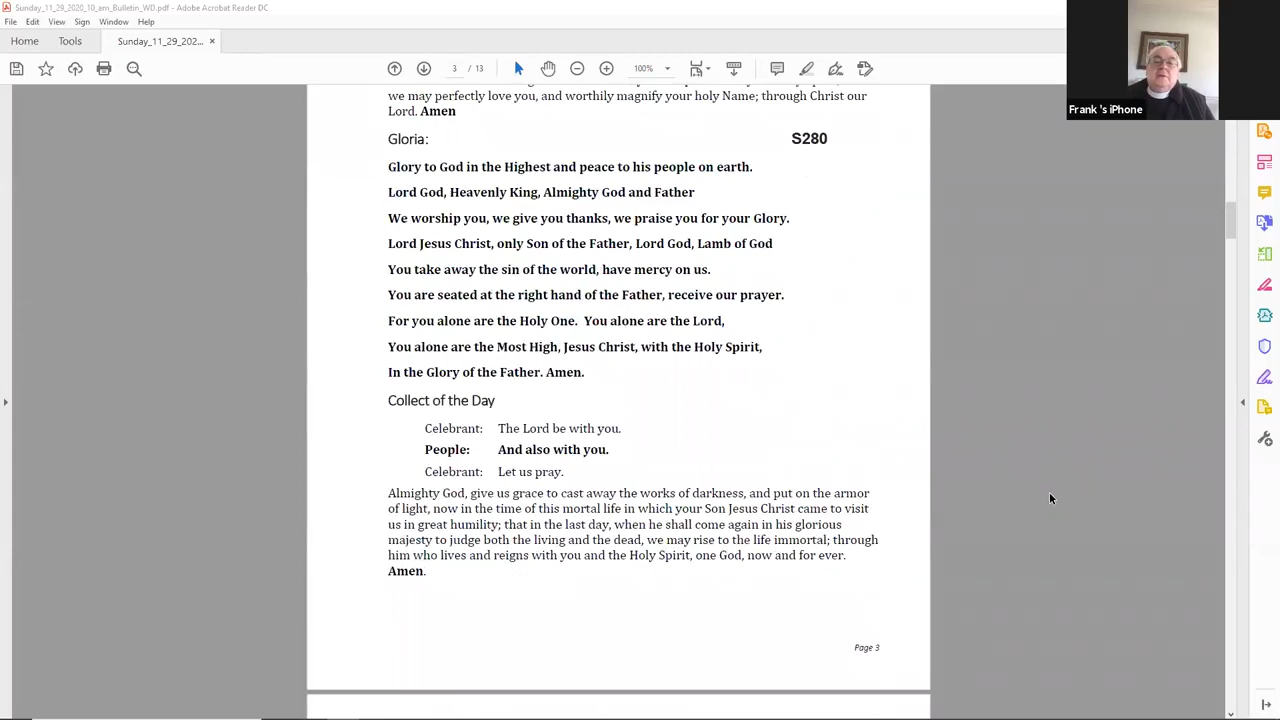 Sunday_11_29_2020_10_am_Bulletin_WD.pdf - Adobe Acrobat Reader DC
File Edit View Sign Window Help
Home Tools Sunday_11_29_202... ×
3 / 13 100%
Frank 's iPhone
we may perfectly love you, and worthily magnify your holy Name; through Christ our
Lord. Amen
Gloria: S280
Glory to God in the Highest and peace to his people on earth.
Lord God, Heavenly King, Almighty God and Father
We worship you, we give you thanks, we praise you for your Glory.
Lord Jesus Christ, only Son of the Father, Lord God, Lamb of God
You take away the sin of the world, have mercy on us.
You are seated at the right hand of the Father, receive our prayer.
For you alone are the Holy One. You alone are the Lord,
You alone are the Most High, Jesus Christ, with the Holy Spirit,
In the Glory of the Father. Amen.
Collect of the Day
Celebrant: The Lord be with you.
People: And also with you.
Celebrant: Let us pray.
Almighty God, give us grace to cast away the works of darkness, and put on the armor
of light, now in the time of this mortal life in which your Son Jesus Christ came to visit
us in great humility; that in the last day, when he shall come again in his glorious
majesty to judge both the living and the dead, we may rise to the life immortal; through
him who lives and reigns with you and the Holy Spirit, one God, now and for ever.
Amen.
Page 3